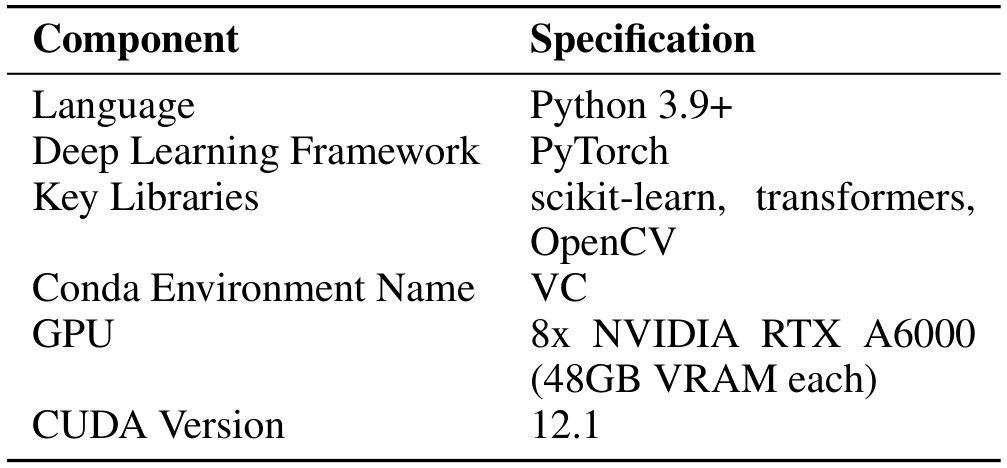 Component Specification
Language Python 3.9+
Deep Learning Framework PyTorch
Key Libraries scikit-learn, transformers,
OpenCV
Conda Environment Name VC
GPU 8x NVIDIA RTX A6000
(48GB VRAM each)
CUDA Version 12.1